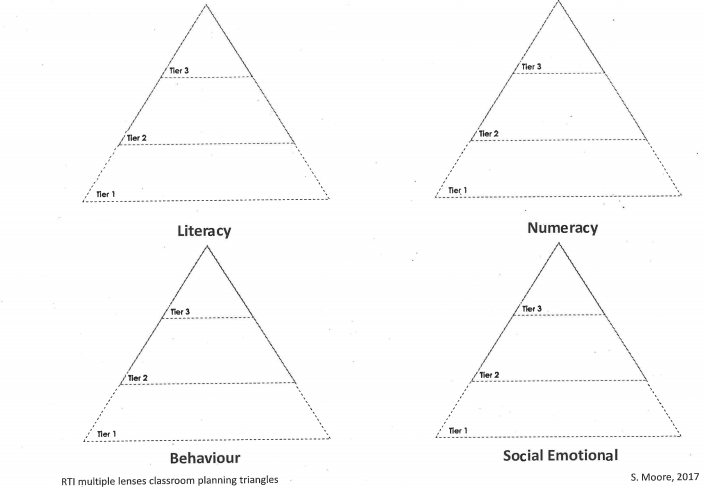 Tier 3
Tier 2
Tier 1
Literacy
Tier 3
Tier 2
Tier 1
Numeracy
Tier 3
Tier 2
Tier 1
Behaviour
Tier 3
Tier 2
Tier 1
Social Emotional
RTI multiple lenses classroom planning triangles
S. Moore, 2017